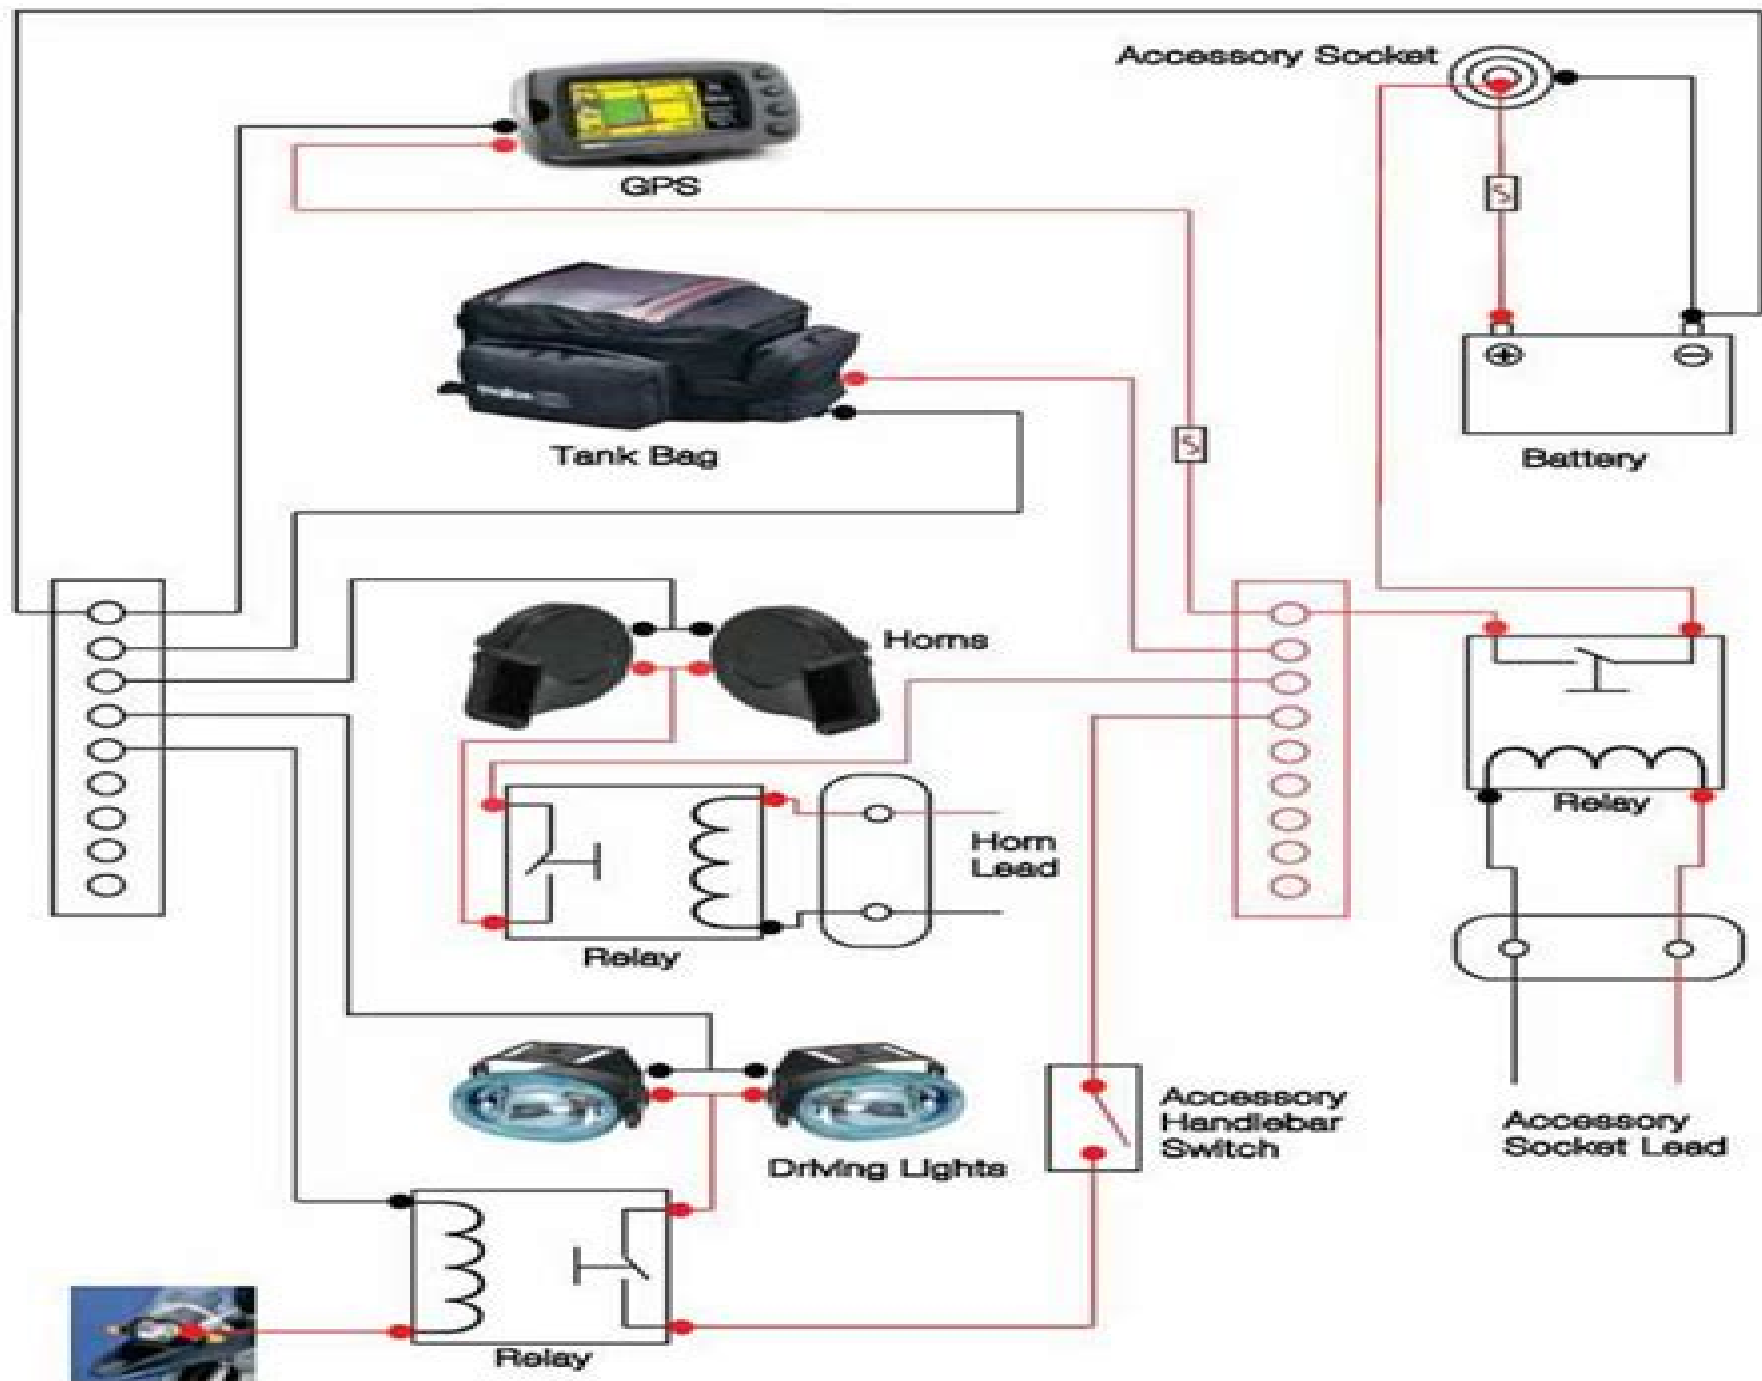 Accessory Socket
GPS
Tank Bag
Battery
Horns
Relay
Horn
Lead
Relay
Accessory
Handlebar
Switch
Accessory
Socket Lead
Driving Lights
Relay